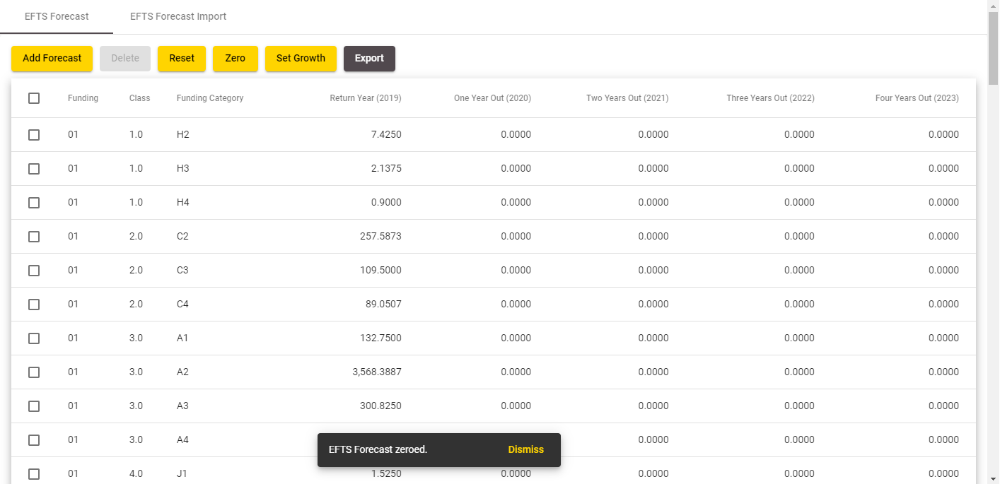 EFTS Forecast EFTS Forecast Import
Add Forecast Delete Reset Zero Set Growth Export
Funding Class Funding Category Return Year (2019) One Year Out (2020) Two Years Out (2021) Three Years Out (2022) Four Years Out (2023)
01 1.0 H2 7.4250 0.0000 0.0000 0.0000 0.0000
01 1.0 H3 2.1375 0.0000 0.0000 0.0000 0.0000
01 1.0 H4 0.9000 0.0000 0.0000 0.0000 0.0000
01 2.0 C2 257.5873 0.0000 0.0000 0.0000 0.0000
01 2.0 C3 109.5000 0.0000 0.0000 0.0000 0.0000
01 2.0 C4 89.0507 0.0000 0.0000 0.0000 0.0000
01 3.0 A1 132.7500 0.0000 0.0000 0.0000 0.0000
01 3.0 A2 3,568.3887 0.0000 0.0000 0.0000 0.0000
01 3.0 A3 300.8250 0.0000 0.0000 0.0000 0.0000
01 3.0 A4 0.0000 0.0000 0.0000
EFTS Forecast zeroed. Dismiss
01 4.0 J1 1.5250 0.0000 0.0000 0.0000 0.0000